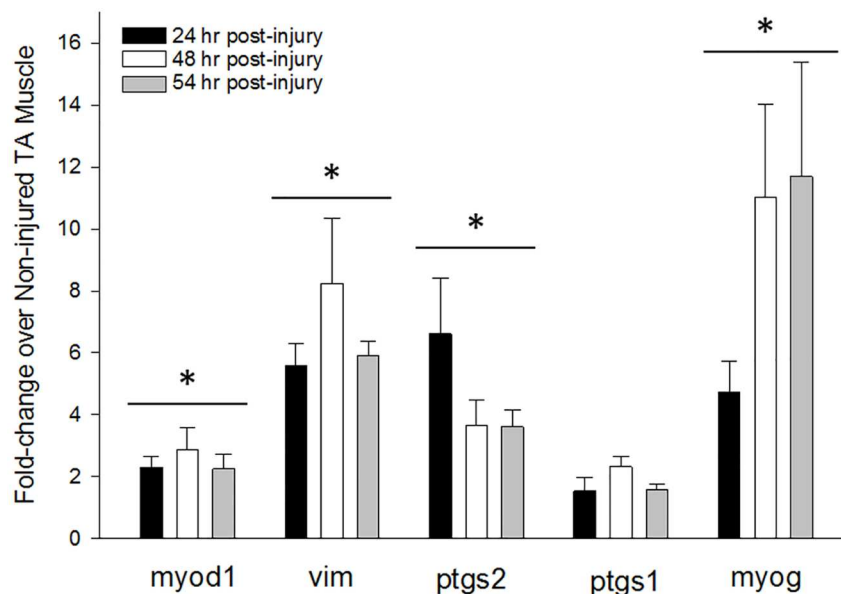 Fold-change over Non-injured TA Muscle
16
14
12
10
8
6
4
2
0
24 hr post-injury
48 hr post-injury
54 hr post-injury
*
*
*
*
myod1 vim ptgs2 ptgs1 myog